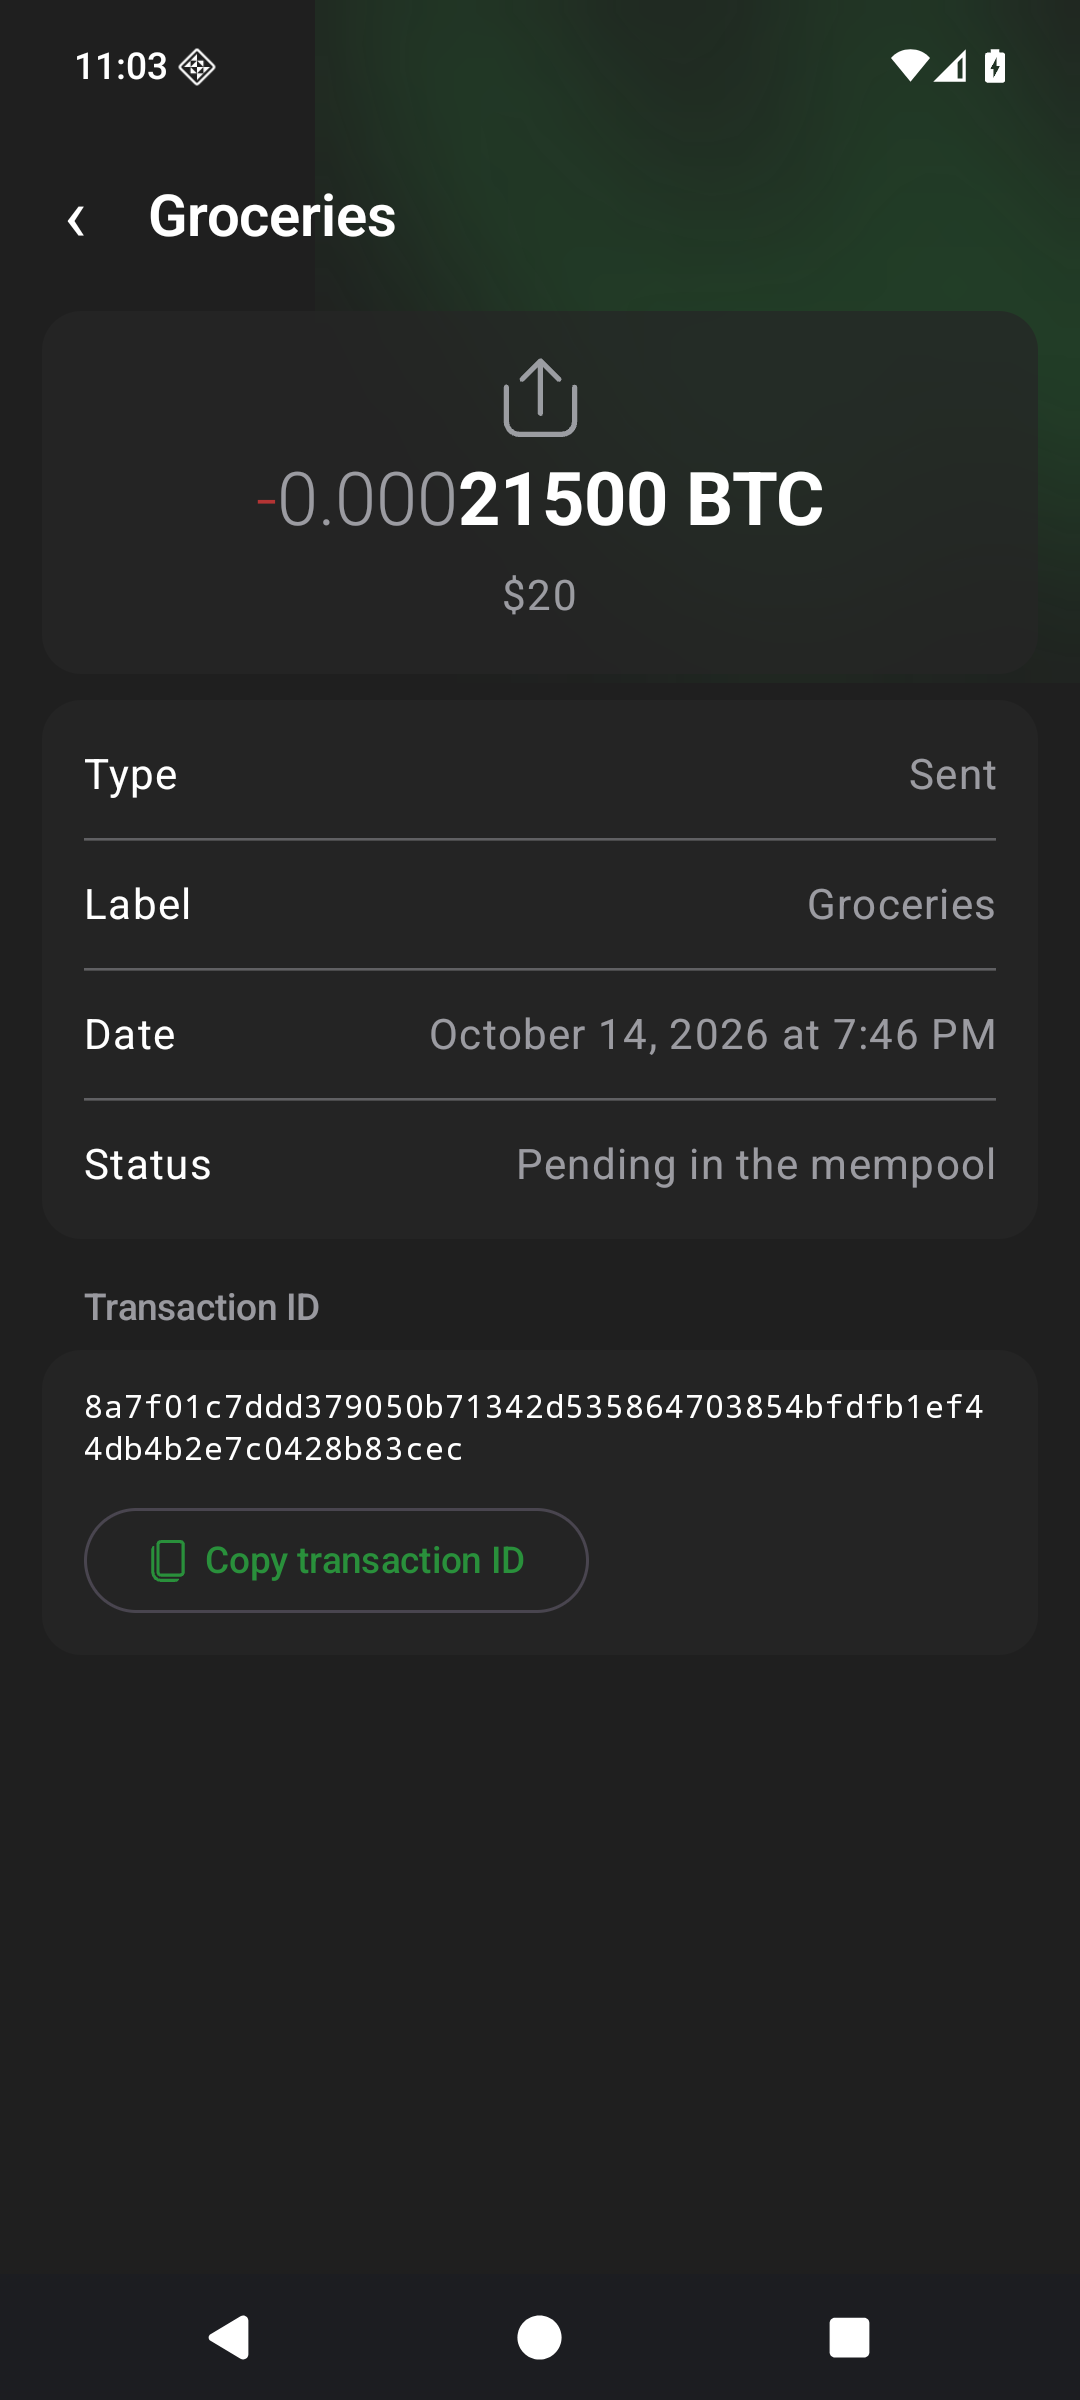 11:03
‹ Groceries
-0.00021500 BTC
$20
Type Sent
Label Groceries
Date October 14, 2026 at 7:46 PM
Status Pending in the mempool
Transaction ID
8a7f01c7ddd379050b71342d535864703854bfdfb1ef4
4db4b2e7c0428b83cec
Copy transaction ID